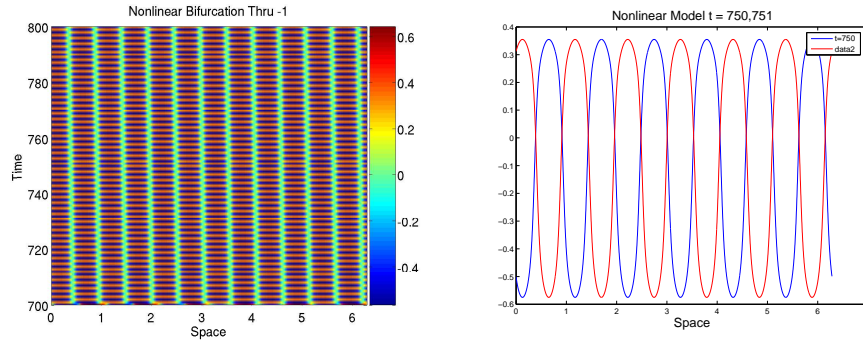 Nonlinear Bifurcation Thru -1
800
780
760
740
720
700
Time
0 1 2 3 4 5 6
Space
0.6
0.4
0.2
0
-0.2
-0.4
Nonlinear Model t = 750,751
t=750
data2
0.4
0.3
0.2
0.1
0
-0.1
-0.2
-0.3
-0.4
-0.5
-0.6
0 1 2 3 4 5 6
Space